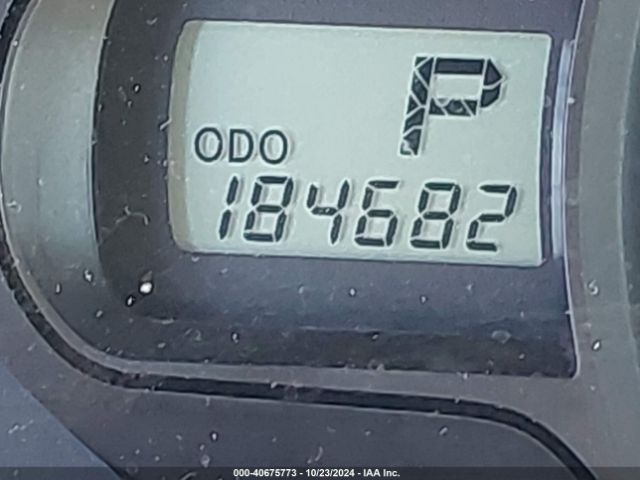 P
ODO
184682
000-40675773 - 10/23/2024 - IAA Inc.